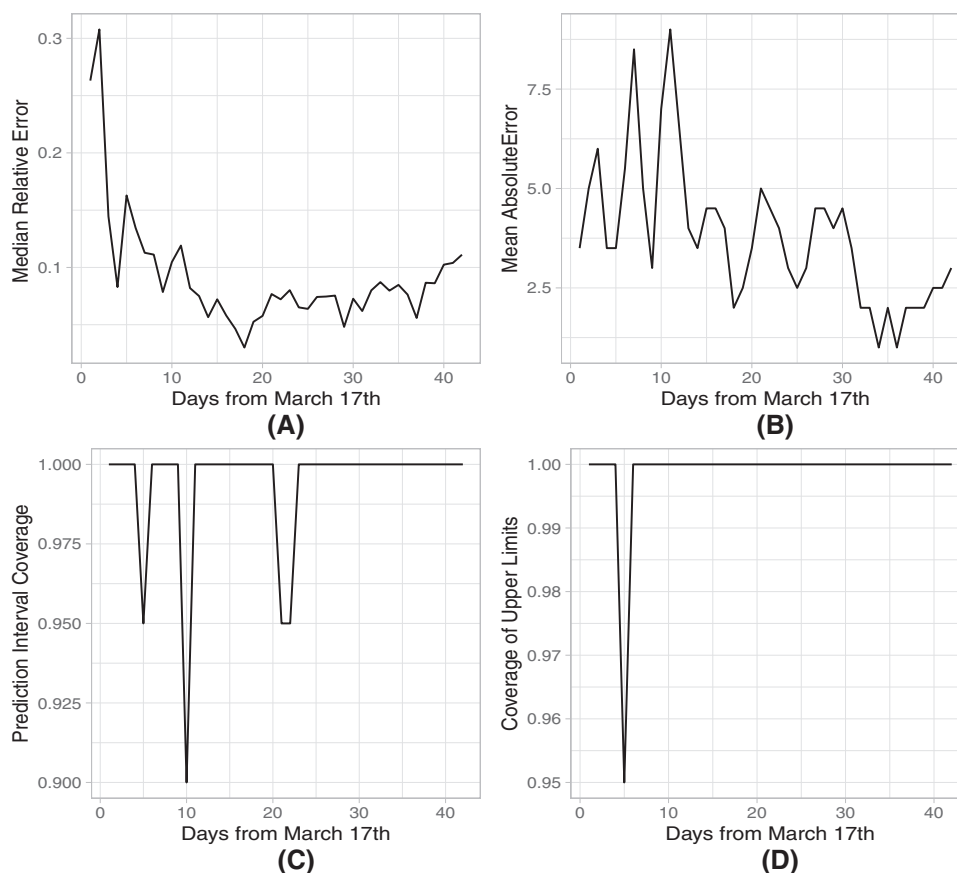 Median Relative Error
0.3
0.2
0.1
0 10 20 30 40
Days from March 17th
(A)
Mean AbsoluteError
7.5
5.0
2.5
0 10 20 30 40
Days from March 17th
(B)
Prediction Interval Coverage
1.000
0.975
0.950
0.925
0.900
0 10 20 30 40
Days from March 17th
(C)
Coverage of Upper Limits
1.00
0.99
0.98
0.97
0.96
0.95
0 10 20 30 40
Days from March 17th
(D)